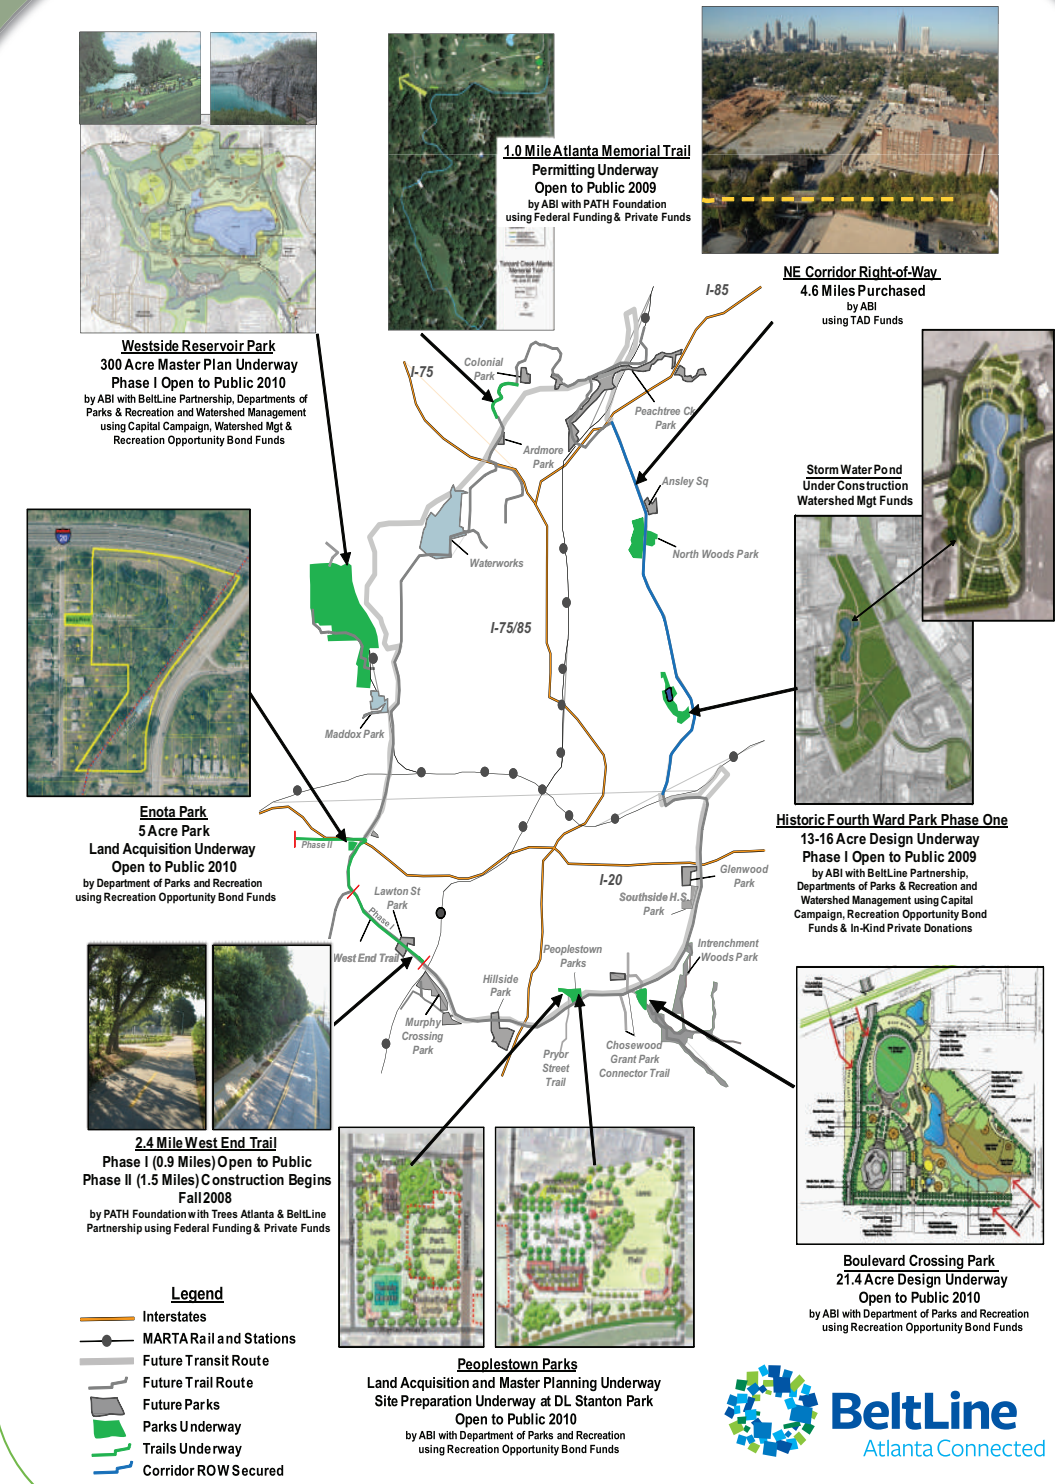 1.0 Mile Atlanta Memorial Trail
Permitting Underway
Open to Public 2009
by ABI with PATH Foundation
using Federal Funding & Private Funds
Tanyard Creek Atlanta
Memorial Trail
NE Corridor Right-of-Way
4.6 Miles Purchased
by ABI
using TAD Funds
Westside Reservoir Park
300 Acre Master Plan Underway
Phase I Open to Public 2010
by ABI with BeltLine Partnership, Departments of
Parks & Recreation and Watershed Management
using Capital Campaign, Watershed Mgt &
Recreation Opportunity Bond Funds
I-85
I-75
Colonial
Park
Peachtree Ck
Park
Ardmore
Park
Ansley Sq
North Woods Park
Waterworks
I-75/85
Maddox Park
Storm Water Pond
Under Construction
Watershed Mgt Funds
20
Enota Park
5 Acre Park
Land Acquisition Underway
Open to Public 2010
by Department of Parks and Recreation
using Recreation Opportunity Bond Funds
Historic Fourth Ward Park Phase One
13-16 Acre Design Underway
Phase I Open to Public 2009
by ABI with BeltLine Partnership,
Departments of Parks & Recreation and
Watershed Management using Capital
Campaign, Recreation Opportunity Bond
Funds & In-Kind Private Donations
Phase II
Lawton St
Park
Phase I
West End Trail
I-20
Glenwood
Park
Southside H.S.
Park
Intrenchment
Woods Park
Peoplestown
Parks
Hillside
Park
Murphy
Crossing
Park
Pryor
Street
Trail
Chosewood
Grant Park
Connector Trail
2.4 Mile West End Trail
Phase I (0.9 Miles) Open to Public
Phase II (1.5 Miles) Construction Begins
Fall 2008
by PATH Foundation with Trees Atlanta & BeltLine
Partnership using Federal Funding & Private Funds
Boulevard Crossing Park
21.4 Acre Design Underway
Open to Public 2010
by ABI with Department of Parks and Recreation
using Recreation Opportunity Bond Funds
Peoplestown Parks
Land Acquisition and Master Planning Underway
Site Preparation Underway at DL Stanton Park
Open to Public 2010
by ABI with Department of Parks and Recreation
using Recreation Opportunity Bond Funds
Legend
Interstates
MARTA Rail and Stations
Future Transit Route
Future Trail Route
Future Parks
Parks Underway
Trails Underway
Corridor ROW Secured
BeltLine
Atlanta Connected